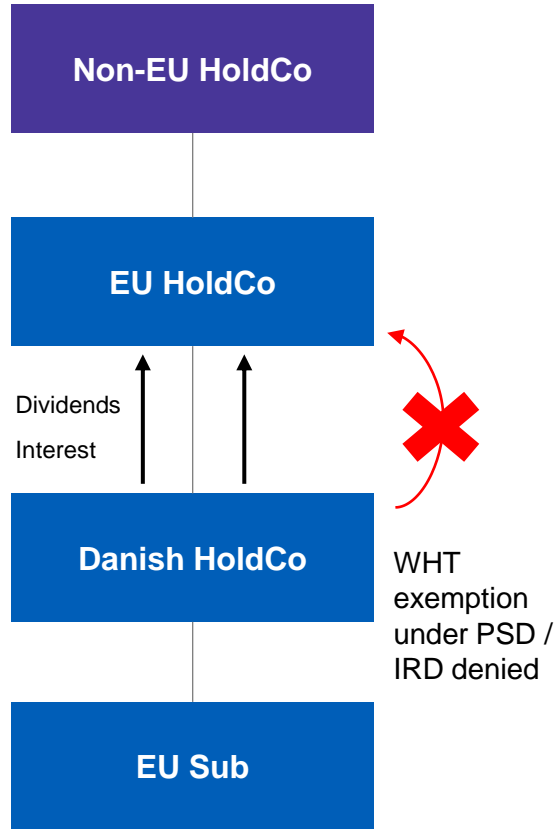 Non-EU HoldCo
EU HoldCo
Dividends
Interest
Danish HoldCo
WHT
exemption
under PSD /
IRD denied
EU Sub